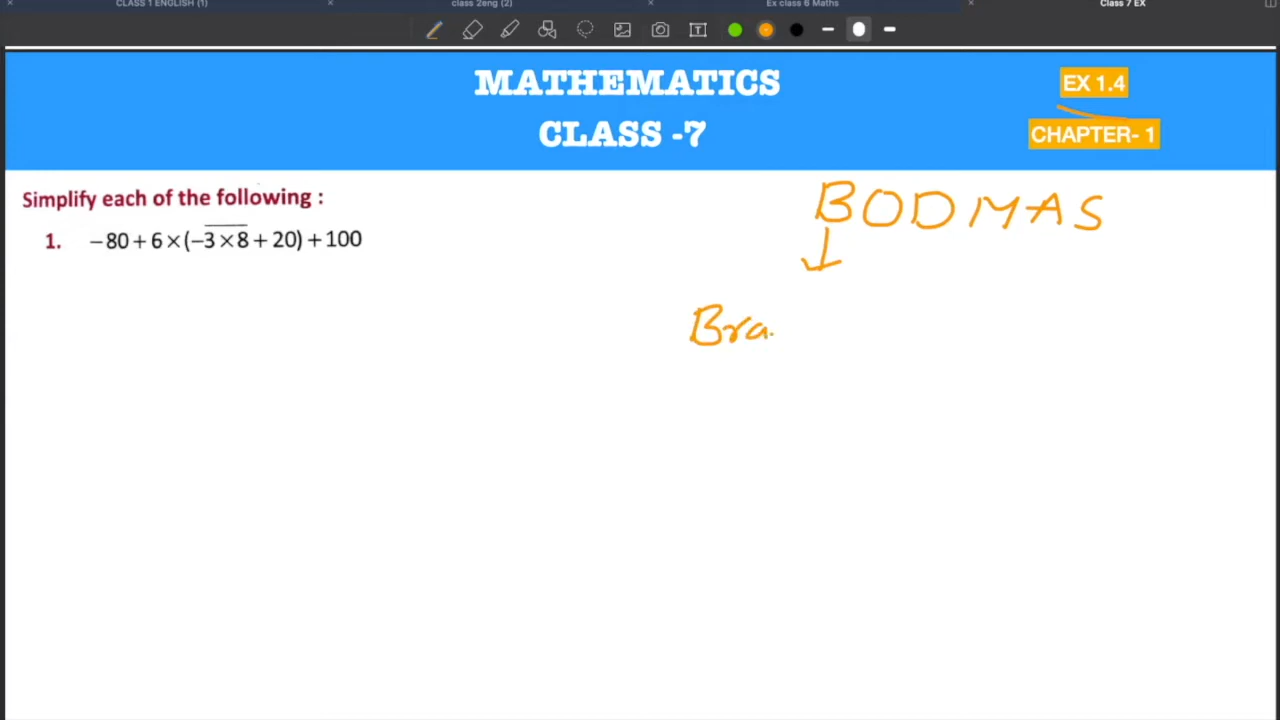 CLASS 1 ENGLISH (1)
class 2eng (2)
Ex class 6 Maths
Class 7 EX
T
MATHEMATICS
CLASS -7
EX 1.4
CHAPTER- 1
Simplify each of the following :
1. −80+6×(−3̅ ̅×̅ ̅8̅+20)+100
BODMAS
Bra.